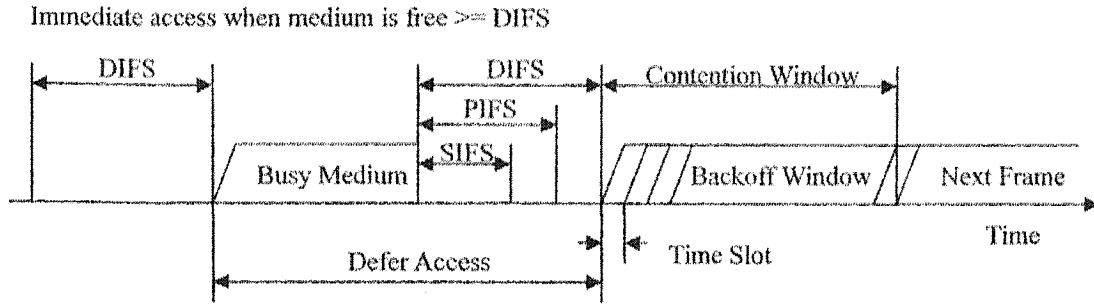 Immediate access when medium is free >= DIFS
DIFS
DIFS
Contention Window
PIFS
SIFS
Busy Medium
Backoff Window
Next Frame
Time
Time Slot
Defer Access